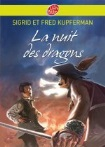 SIGRID ET FRED KUPFERMAN
La nuit
des dragons